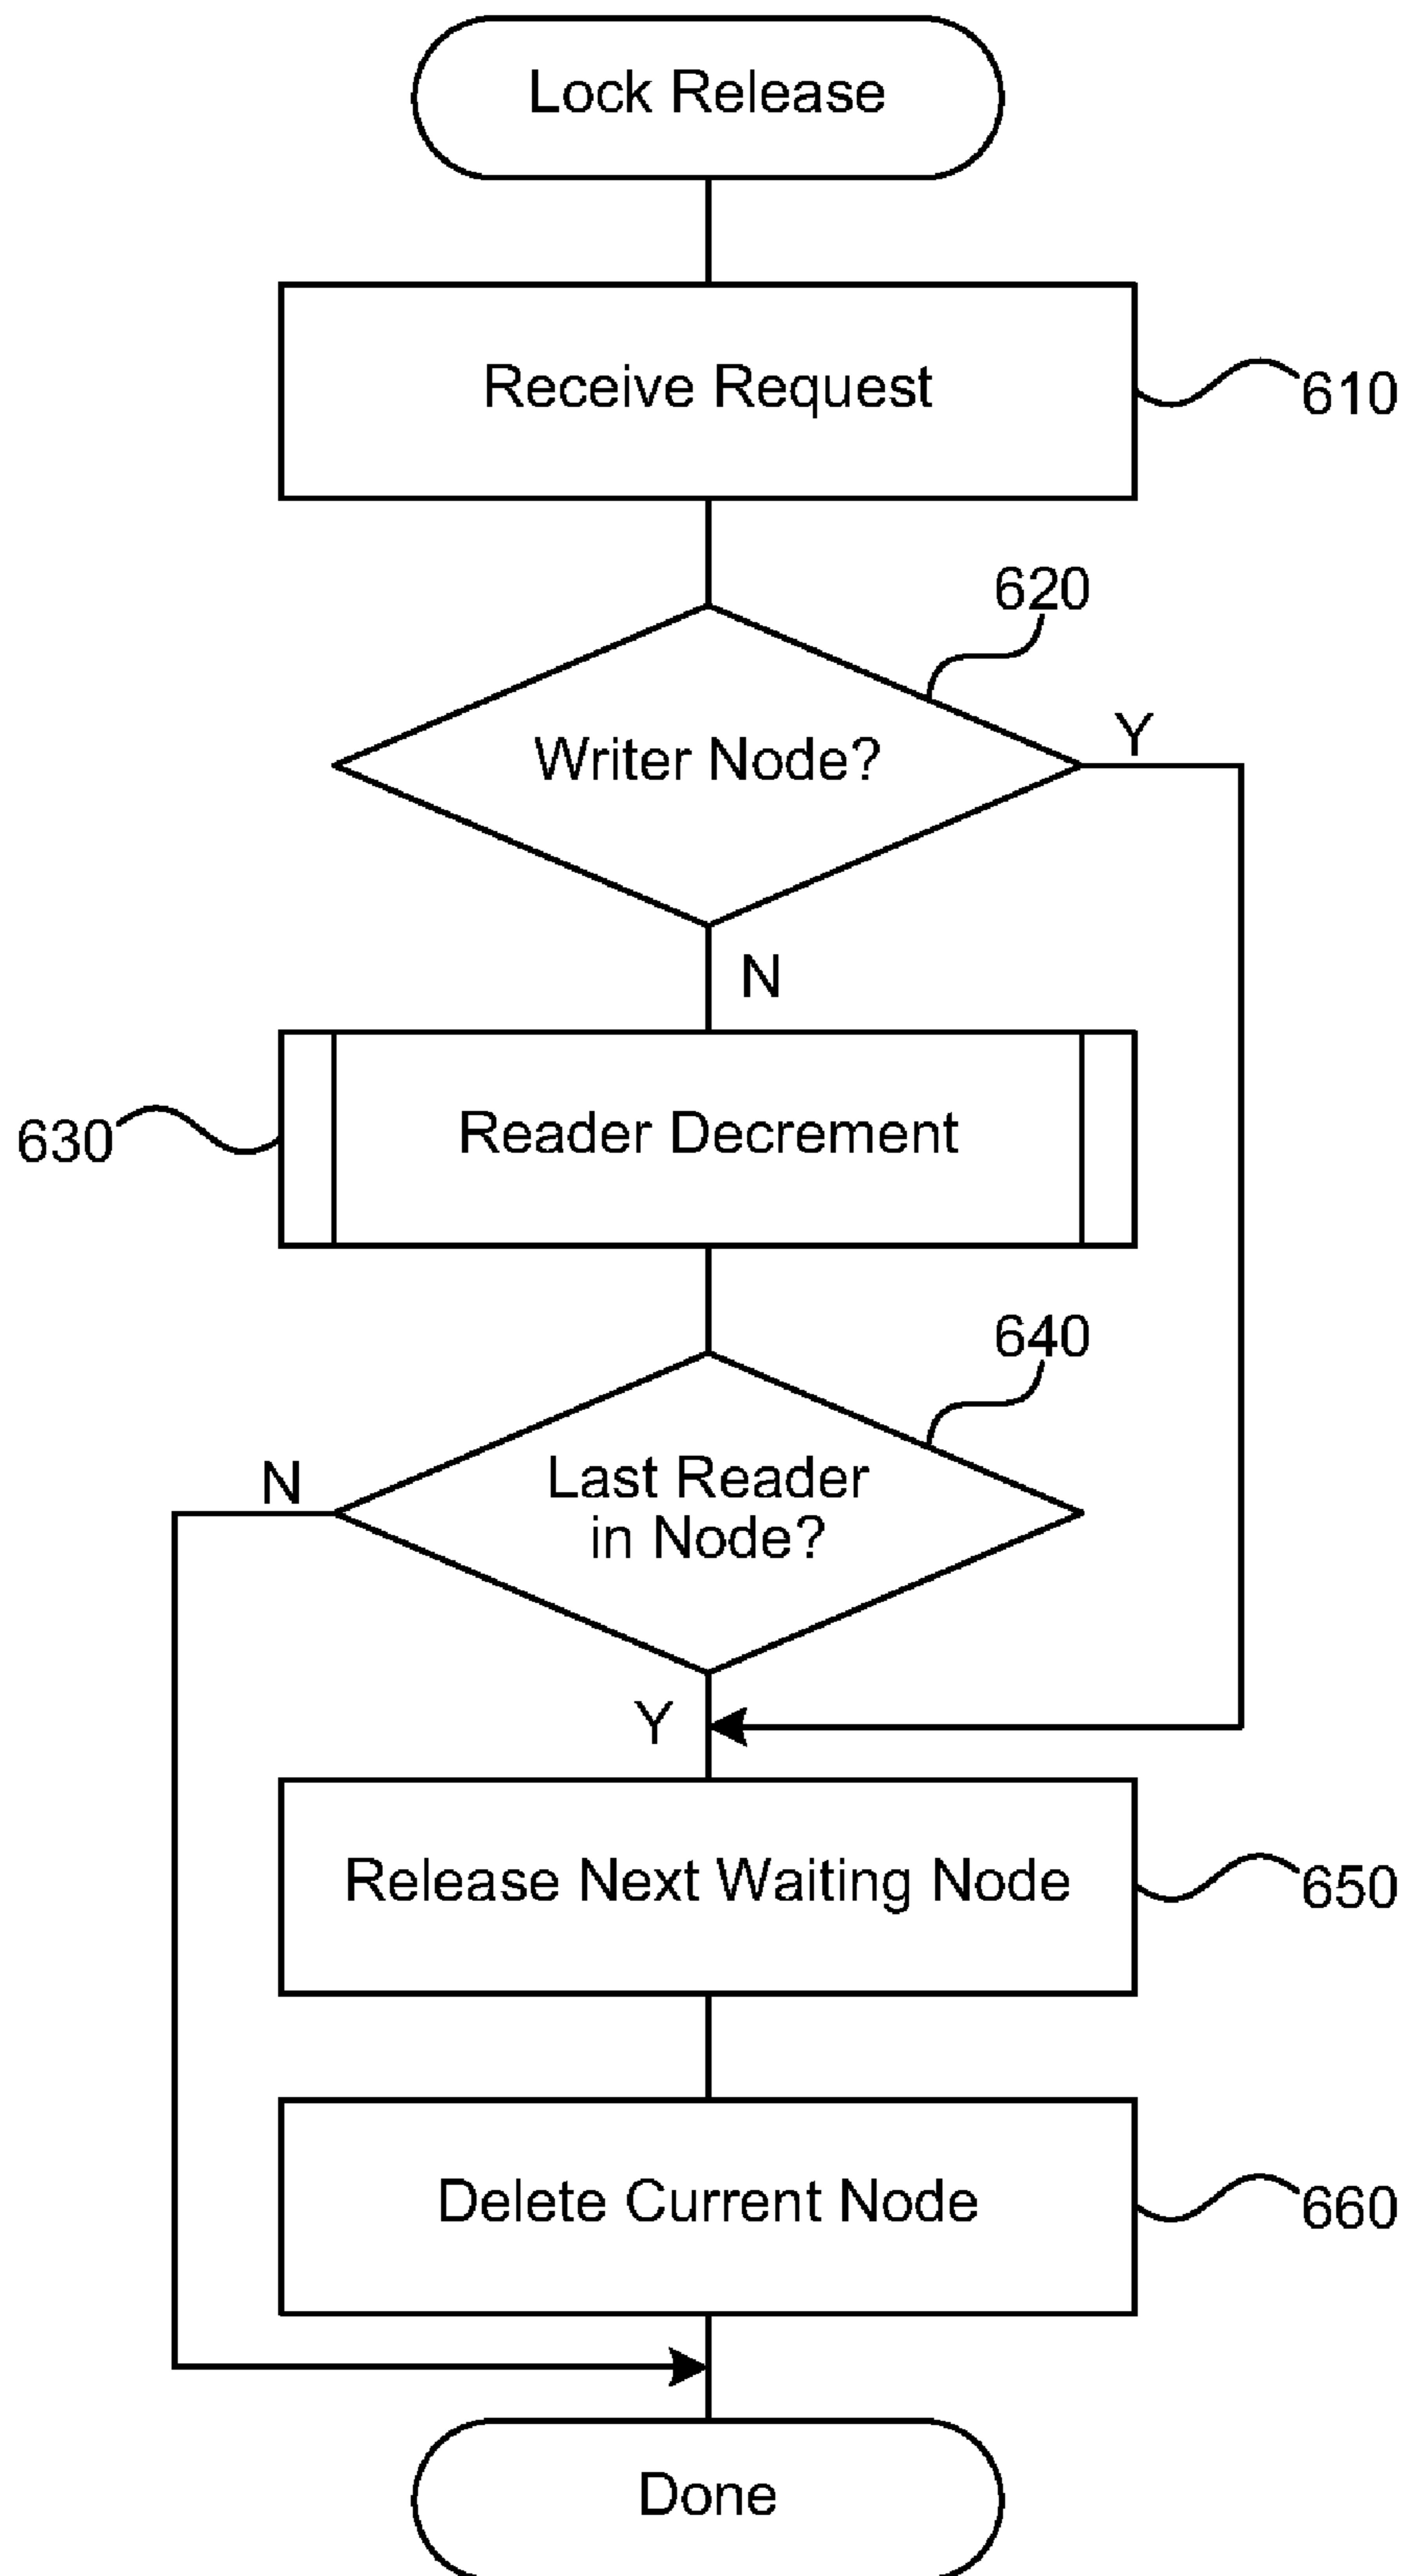 Lock Release
Receive Request
610
620
Writer Node?
Y
N
Reader Decrement
630
640
Last Reader
in Node?
N
Y
Release Next Waiting Node
650
Delete Current Node
660
Done